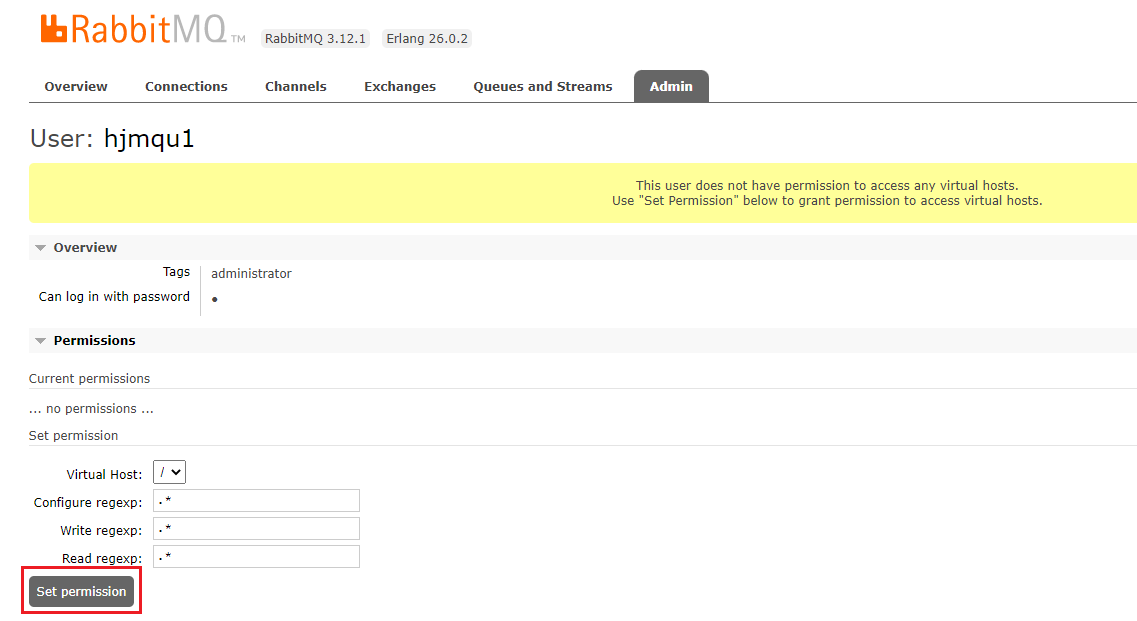 RabbitMQ TM RabbitMQ 3.12.1 Erlang 26.0.2
Overview Connections Channels Exchanges Queues and Streams Admin
User: hjmqu1
This user does not have permission to access any virtual hosts.
Use "Set Permission" below to grant permission to access virtual hosts.
Overview
Tags administrator
Can log in with password •
Permissions
Current permissions
... no permissions ...
Set permission
Virtual Host: /
Configure regexp: .*
Write regexp: .*
Read regexp: .*
Set permission